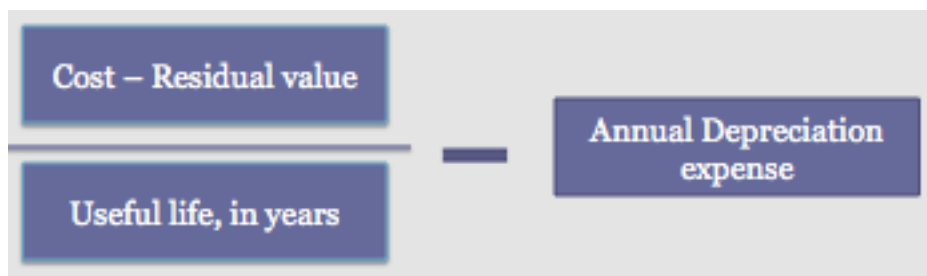 Cost – Residual value
Useful life, in years
Annual Depreciation
expense